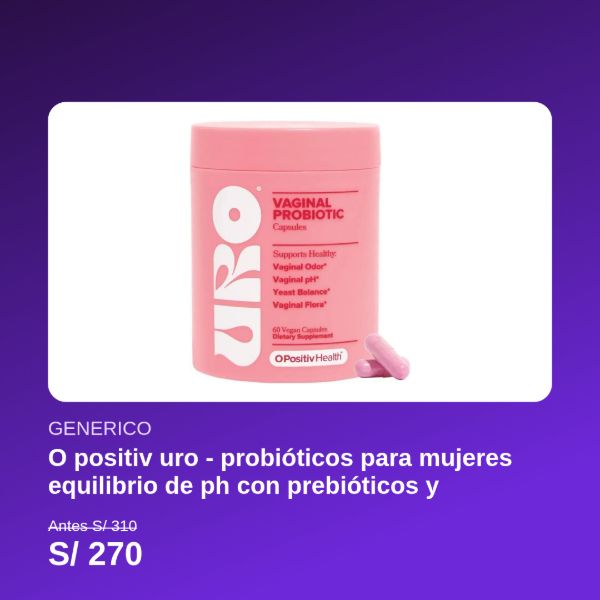 URO
VAGINAL
PROBIOTIC
Capsules
Supports Healthy:
Vaginal Odor*
Vaginal pH*
Yeast Balance*
Vaginal Flora*
60 Vegan Capsules
Dietary Supplement
OPositivHealth
GENERICO
O positiv uro - probióticos para mujeres
equilibrio de ph con prebióticos y
Antes S/ 310
S/ 270